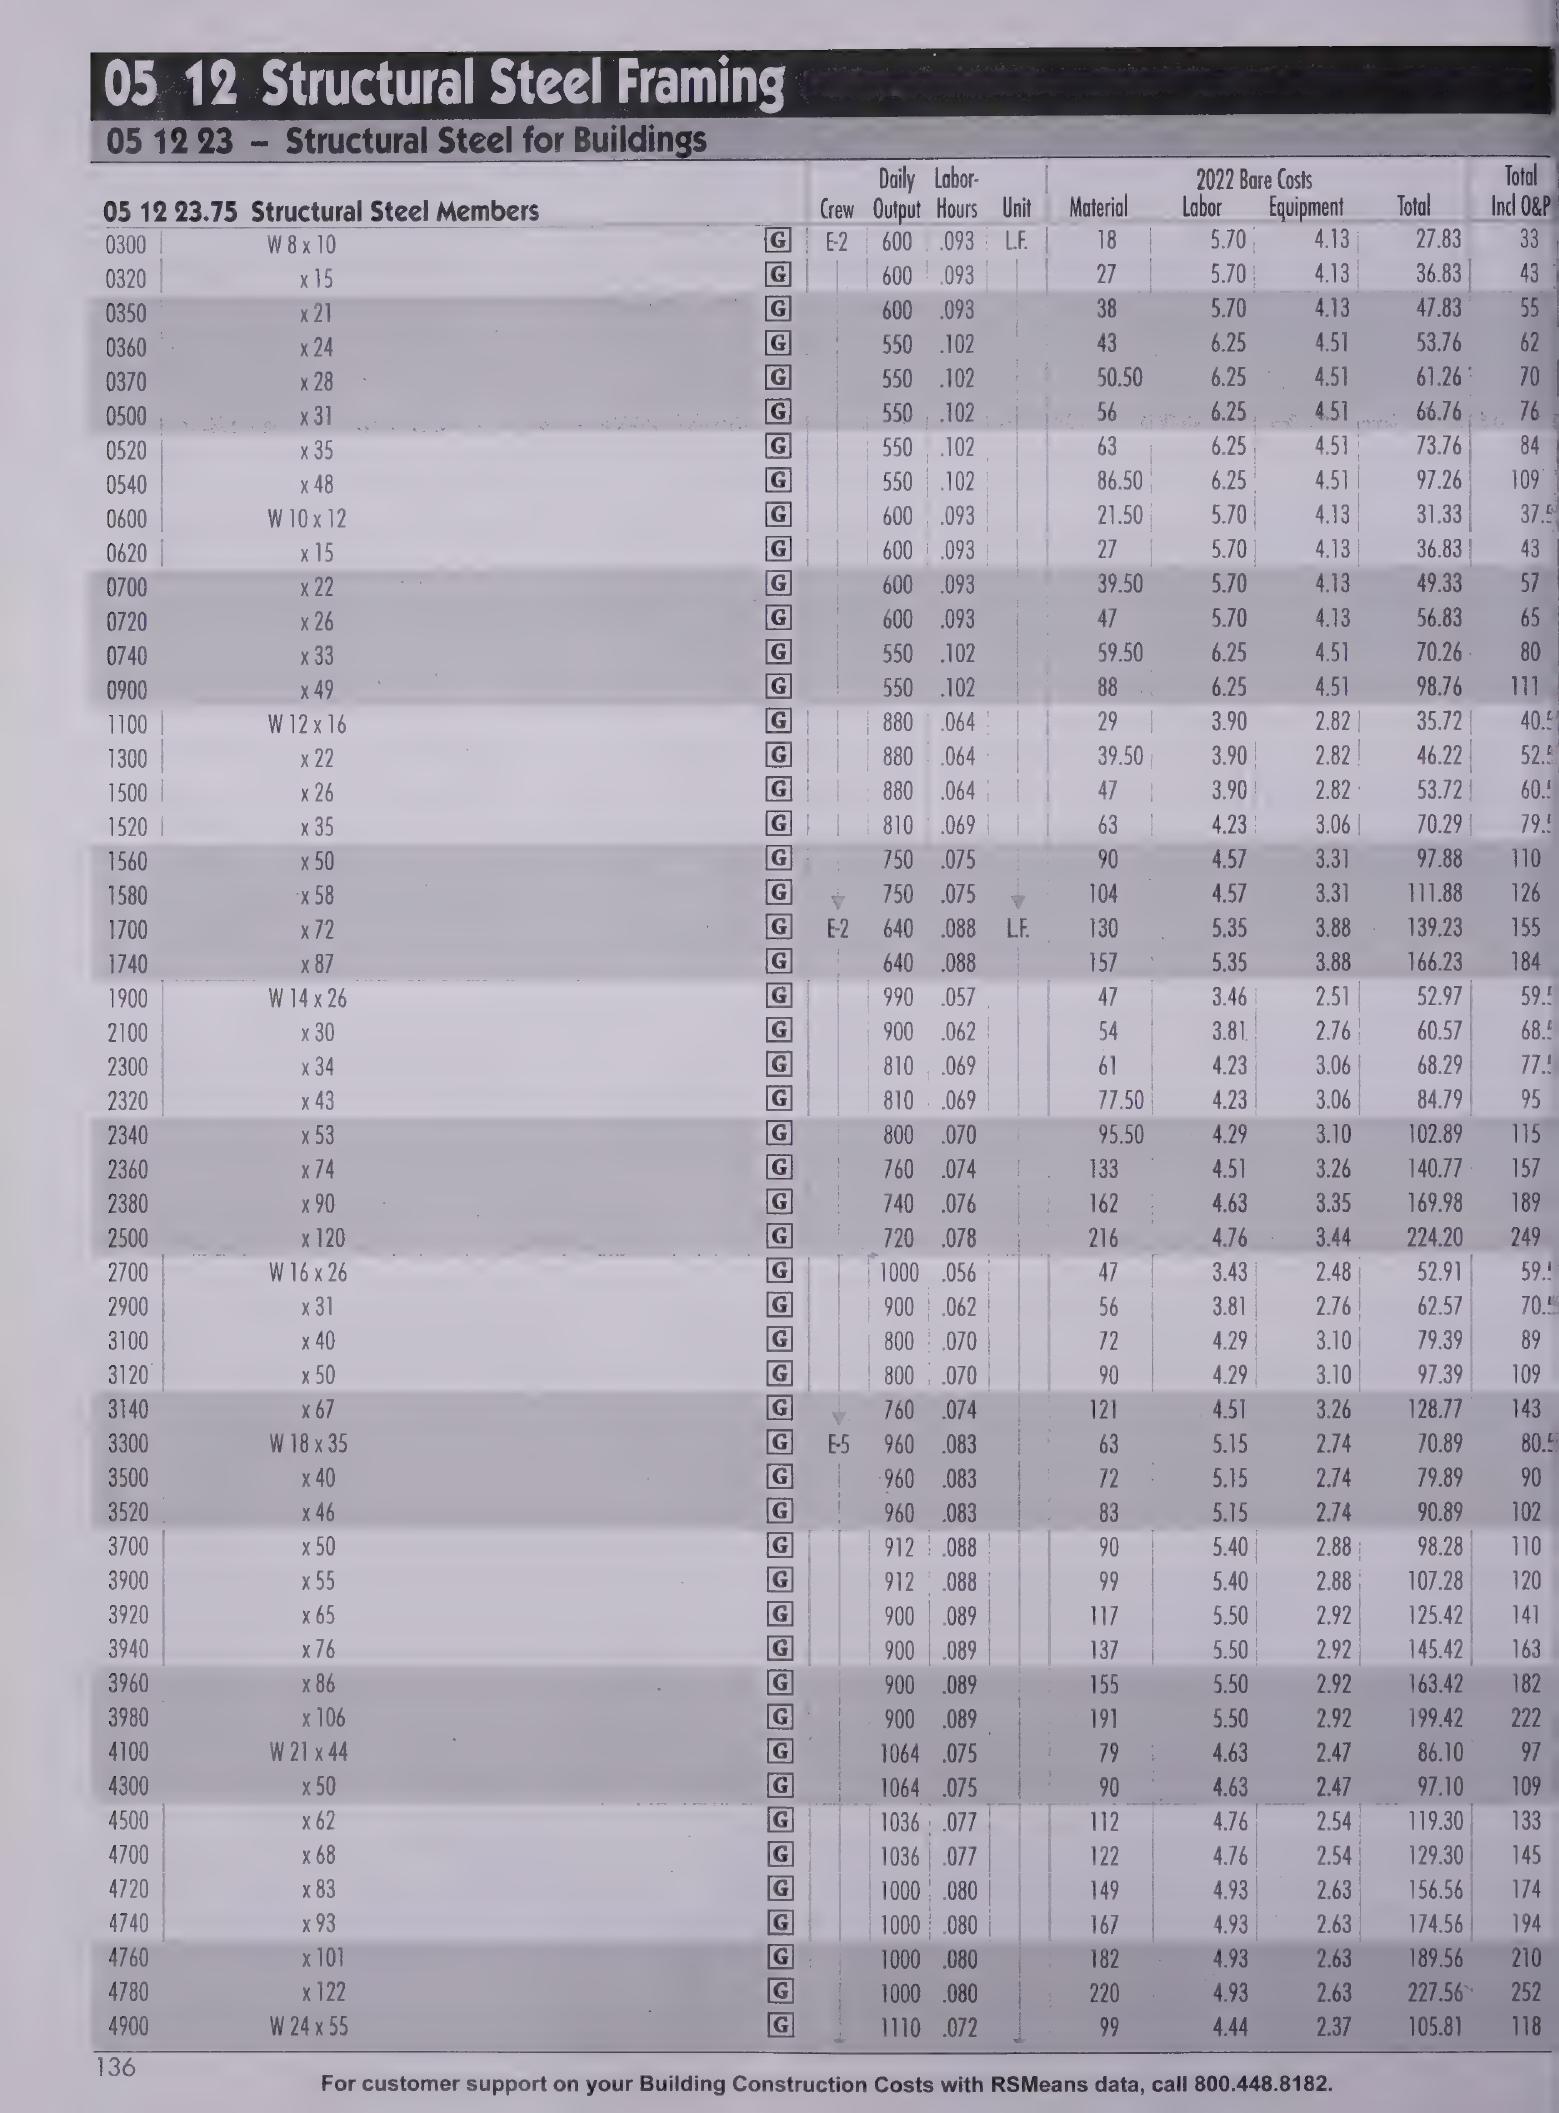 05 12 Structural Steel Framing
05 12 23 – Structural Steel for Buildings
Daily Labor- 2022 Bare Costs Total
05 12 23.75 Structural Steel Members Crew Output Hours Unit Material Labor Equipment Total Incl O&P
0300 W 8 x 10 G E-2 600 .093 L.F. 18 5.70 4.13 27.83 33
0320 x 15 G 600 .093 27 5.70 4.13 36.83 43
0350 x 21 G 600 .093 38 5.70 4.13 47.83 55
0360 x 24 G 550 .102 43 6.25 4.51 53.76 62
0370 x 28 G 550 .102 50.50 6.25 4.51 61.26 70
0500 x 31 G 550 .102 56 6.25 4.51 66.76 76
0520 x 35 G 550 .102 63 6.25 4.51 73.76 84
0540 x 48 G 550 .102 86.50 6.25 4.51 97.26 109
0600 W 10 x 12 G 600 .093 21.50 5.70 4.13 31.33 37.5
0620 x 15 G 600 .093 27 5.70 4.13 36.83 43
0700 x 22 G 600 .093 39.50 5.70 4.13 49.33 57
0720 x 26 G 600 .093 47 5.70 4.13 56.83 65
0740 x 33 G 550 .102 59.50 6.25 4.51 70.26 80
0900 x 49 G 550 .102 88 6.25 4.51 98.76 111
1100 W 12 x 16 G 880 .064 29 3.90 2.82 35.72 40.5
1300 x 22 G 880 .064 39.50 3.90 2.82 46.22 52.5
1500 x 26 G 880 .064 47 3.90 2.82 53.72 60.5
1520 x 35 G 810 .069 63 4.23 3.06 70.29 79.5
1560 x 50 G 750 .075 90 4.57 3.31 97.88 110
1580 x 58 G 750 .075 104 4.57 3.31 111.88 126
1700 x 72 G E-2 640 .088 L.F. 130 5.35 3.88 139.23 155
1740 x 87 G 640 .088 157 5.35 3.88 166.23 184
1900 W 14 x 26 G 990 .057 47 3.46 2.51 52.97 59.5
2100 x 30 G 900 .062 54 3.81 2.76 60.57 68.5
2300 x 34 G 810 .069 61 4.23 3.06 68.29 77.5
2320 x 43 G 810 .069 77.50 4.23 3.06 84.79 95
2340 x 53 G 800 .070 95.50 4.29 3.10 102.89 115
2360 x 74 G 760 .074 133 4.51 3.26 140.77 157
2380 x 90 G 740 .076 162 4.63 3.35 169.98 189
2500 x 120 G 720 .078 216 4.76 3.44 224.20 249
2700 W 16 x 26 G 1000 .056 47 3.43 2.48 52.91 59.5
2900 x 31 G 900 .062 56 3.81 2.76 62.57 70.5
3100 x 40 G 800 .070 72 4.29 3.10 79.39 89
3120 x 50 G 800 .070 90 4.29 3.10 97.39 109
3140 x 67 G 760 .074 121 4.51 3.26 128.77 143
3300 W 18 x 35 G E-5 960 .083 63 5.15 2.74 70.89 80.5
3500 x 40 G 960 .083 72 5.15 2.74 79.89 90
3520 x 46 G 960 .083 83 5.15 2.74 90.89 102
3700 x 50 G 912 .088 90 5.40 2.88 98.28 110
3900 x 55 G 912 .088 99 5.40 2.88 107.28 120
3920 x 65 G 900 .089 117 5.50 2.92 125.42 141
3940 x 76 G 900 .089 137 5.50 2.92 145.42 163
3960 x 86 G 900 .089 155 5.50 2.92 163.42 182
3980 x 106 G 900 .089 191 5.50 2.92 199.42 222
4100 W 21 x 44 G 1064 .075 79 4.63 2.47 86.10 97
4300 x 50 G 1064 .075 90 4.63 2.47 97.10 109
4500 x 62 G 1036 .077 112 4.76 2.54 119.30 133
4700 x 68 G 1036 .077 122 4.76 2.54 129.30 145
4720 x 83 G 1000 .080 149 4.93 2.63 156.56 174
4740 x 93 G 1000 .080 167 4.93 2.63 174.56 194
4760 x 101 G 1000 .080 182 4.93 2.63 189.56 210
4780 x 122 G 1000 .080 220 4.93 2.63 227.56 252
4900 W 24 x 55 G 1110 .072 99 4.44 2.37 105.81 118
136
For customer support on your Building Construction Costs with RSMeans data, call 800.448.8182.